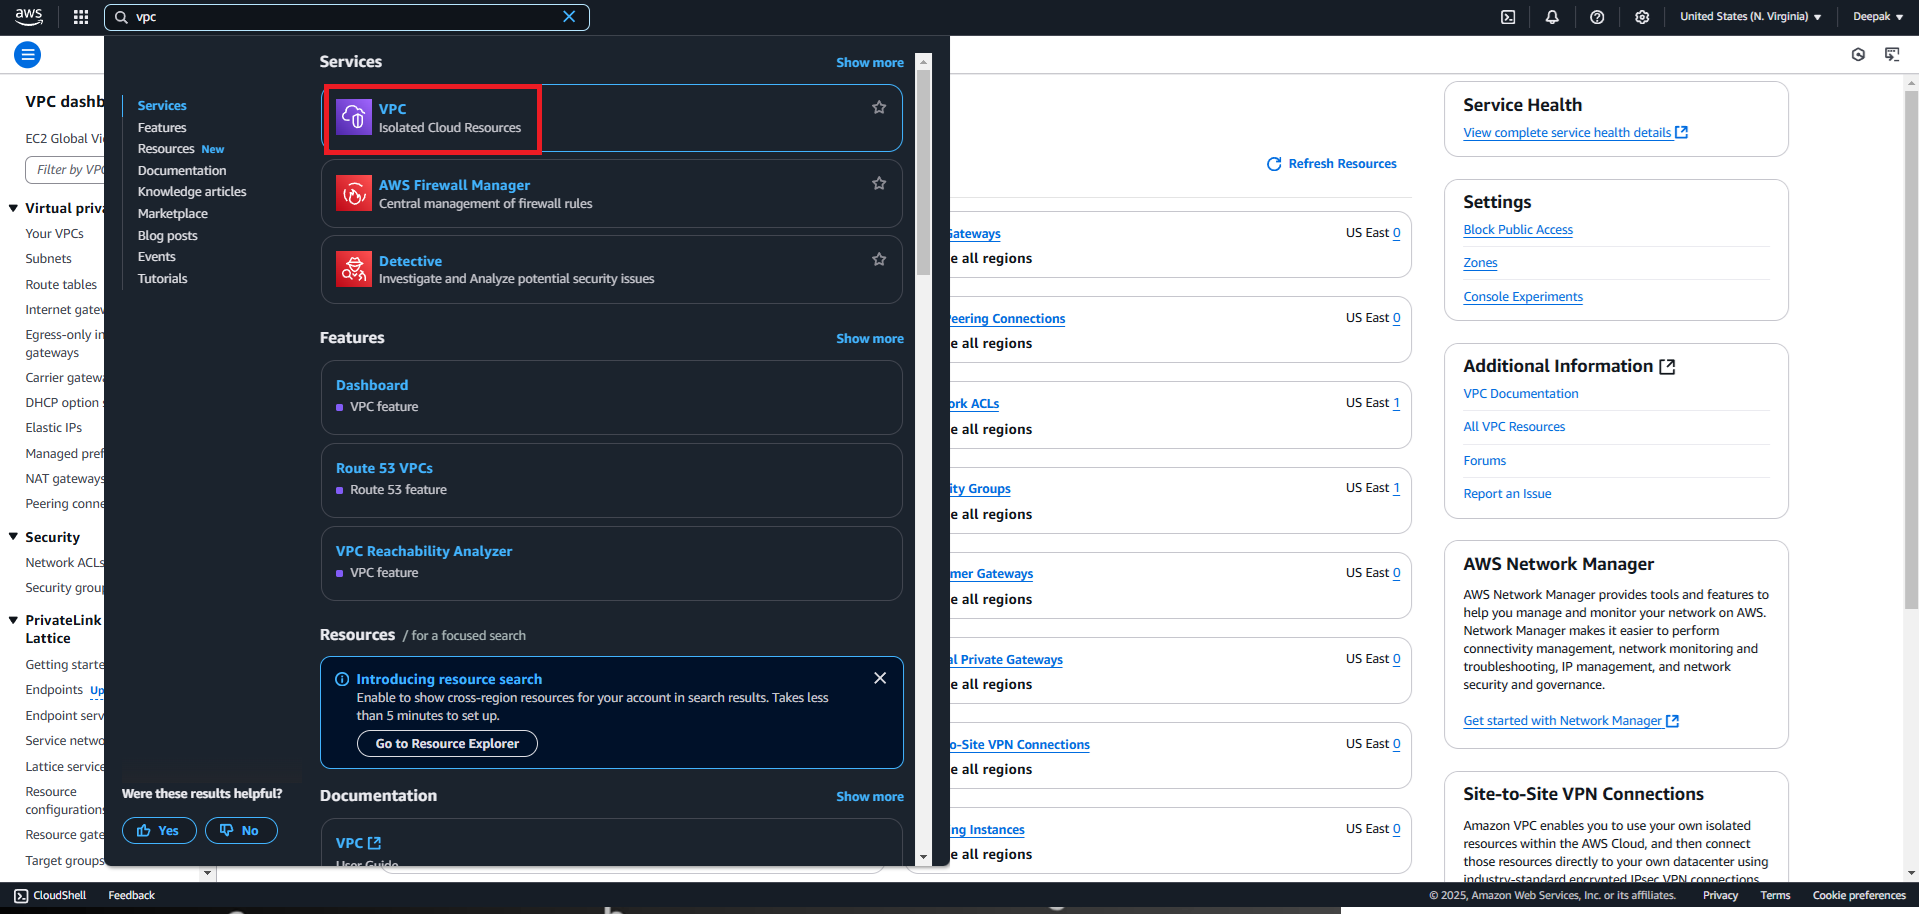 aws
vpc
United States (N. Virginia)
Deepak
VPC dashb
EC2 Global Vi
Filter by VPC
Virtual priva
Your VPCs
Subnets
Route tables
Internet gatew
Egress-only in
gateways
Carrier gatewa
DHCP option s
Elastic IPs
Managed pref
NAT gateways
Peering conne
Security
Network ACLs
Security group
PrivateLink
Lattice
Getting starte
Endpoints Up
Endpoint serv
Service netwo
Lattice service
Resource
configurations
Resource gate
Target groups
Services
Features
Resources New
Documentation
Knowledge articles
Marketplace
Blog posts
Events
Tutorials
Were these results helpful?
Yes
No
Services
Show more
VPC
Isolated Cloud Resources
AWS Firewall Manager
Central management of firewall rules
Detective
Investigate and Analyze potential security issues
Features
Show more
Dashboard
VPC feature
Route 53 VPCs
Route 53 feature
VPC Reachability Analyzer
VPC feature
Resources / for a focused search
Introducing resource search
Enable to show cross-region resources for your account in search results. Takes less
than 5 minutes to set up.
Go to Resource Explorer
Documentation
Show more
VPC
User Guide
Refresh Resources
Gateways
US East 0
e all regions
Peering Connections
US East 0
e all regions
ork ACLs
US East 1
e all regions
ity Groups
US East 1
e all regions
mer Gateways
US East 0
e all regions
al Private Gateways
US East 0
e all regions
o-Site VPN Connections
US East 0
e all regions
ng Instances
US East 0
e all regions
Service Health
View complete service health details
Settings
Block Public Access
Zones
Console Experiments
Additional Information
VPC Documentation
All VPC Resources
Forums
Report an Issue
AWS Network Manager
AWS Network Manager provides tools and features to
help you manage and monitor your network on AWS.
Network Manager makes it easier to perform
connectivity management, network monitoring and
troubleshooting, IP management, and network
security and governance.
Get started with Network Manager
Site-to-Site VPN Connections
Amazon VPC enables you to use your own isolated
resources within the AWS Cloud, and then connect
those resources directly to your own datacenter using
industry-standard encrypted IPsec VPN connections.
CloudShell
Feedback
© 2025, Amazon Web Services, Inc. or its affiliates.
Privacy
Terms
Cookie preferences